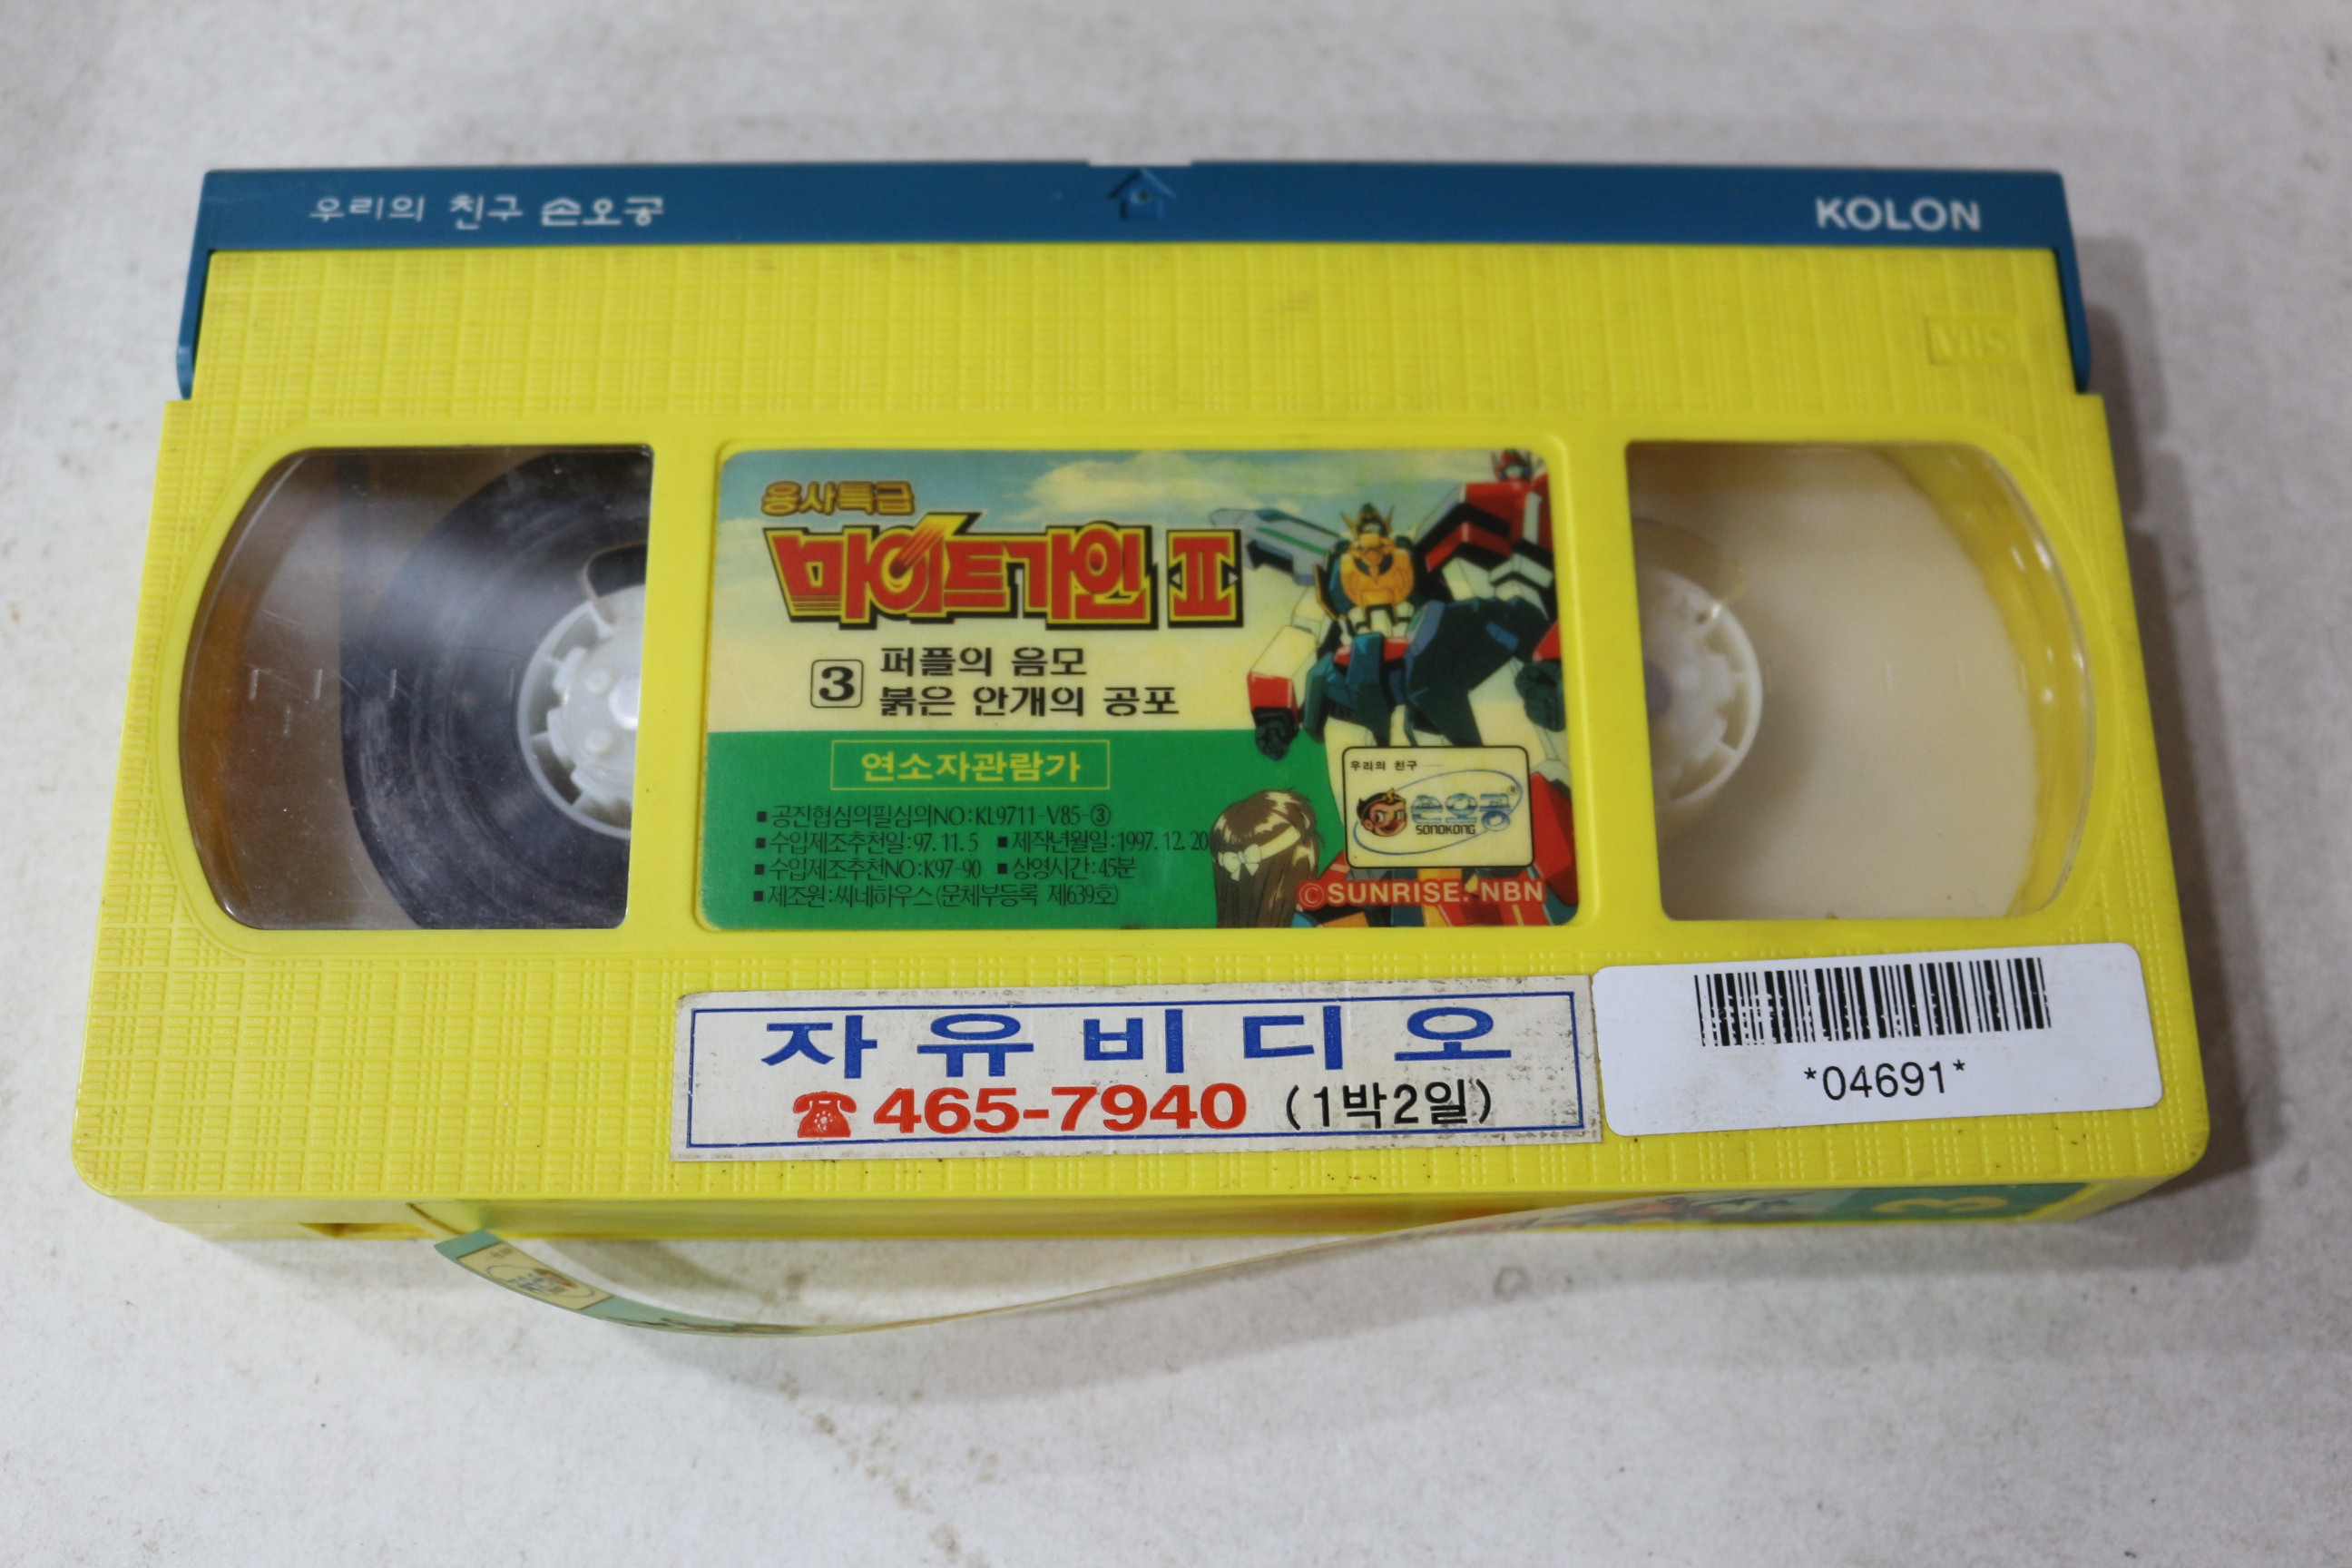 우리의 친구 손오공
KOLON
VHS
용사특급
마이트가인 II
3 퍼플의 음모
붉은 안개의 공포
연소자관람가
우리의 친구
손오공
SONOKONG
■ 공진협심의필심의NO:KL9711-V85-③
■ 수입제조추천일:97.11.5 ■ 제작년월일:1997.12.20
■ 수입제조추천NO:K97-90 ■ 상영시간:45분
■ 제조원:씨네하우스(문체부등록 제639호)
©SUNRISE. NBN
자유비디오
☎465-7940 (1박2일)
*04691*
3